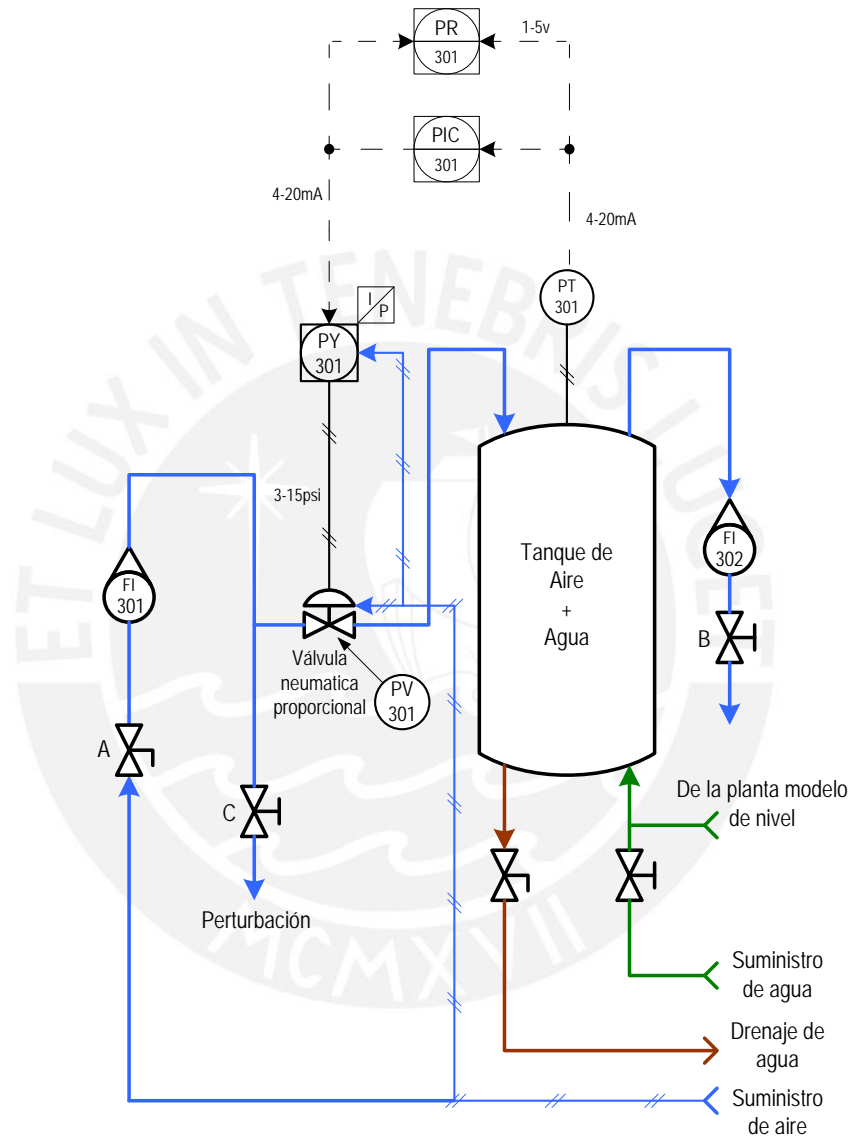 PR
301
1-5v
PIC
301
4-20mA
4-20mA
PT
301
I
P
PY
301
3-15psi
FI
301
FI
302
Tanque de
Aire
+
Agua
B
Válvula
neumatica
proporcional
PV
301
A
C
De la planta modelo
de nivel
Perturbación
Suministro
de agua
Drenaje de
agua
Suministro
de aire
ET LUX IN TENEBRIS LUCET
MCMXVII